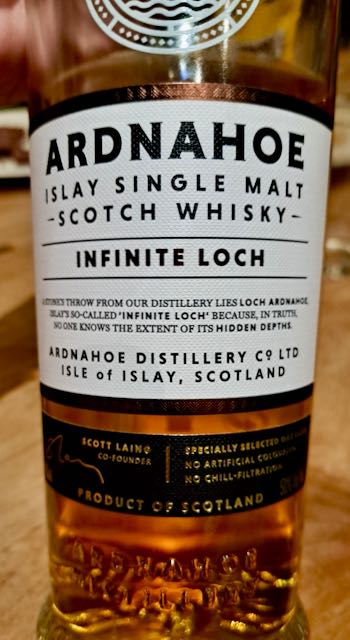 ARDNAHOE
ISLAY SINGLE MALT
-SCOTCH WHISKY-
INFINITE LOCH
A STONE'S THROW FROM OUR DISTILLERY LIES LOCH ARDNAHOE,
ISLAY'S SO-CALLED 'INFINITE LOCH' BECAUSE, IN TRUTH,
NO ONE KNOWS THE EXTENT OF ITS HIDDEN DEPTHS.
ARDNAHOE DISTILLERY Cº LTD
ISLE of ISLAY, SCOTLAND
SCOTT LAING
CO-FOUNDER
SPECIALLY SELECTED OAK
NO ARTIFICIAL COLOURING
NO CHILL-FILTRATION
PRODUCT OF SCOTLAND
ARDNAHOE
DISTILLERY